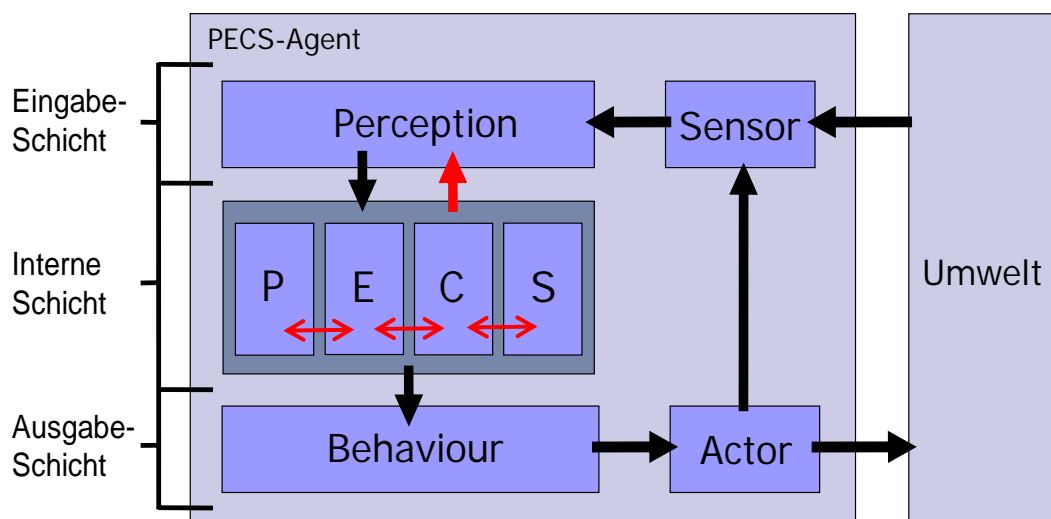 PECS-Agent
Eingabe-
Schicht
Perception
Sensor
Interne
Schicht
P
E
C
S
Umwelt
Ausgabe-
Schicht
Behaviour
Actor